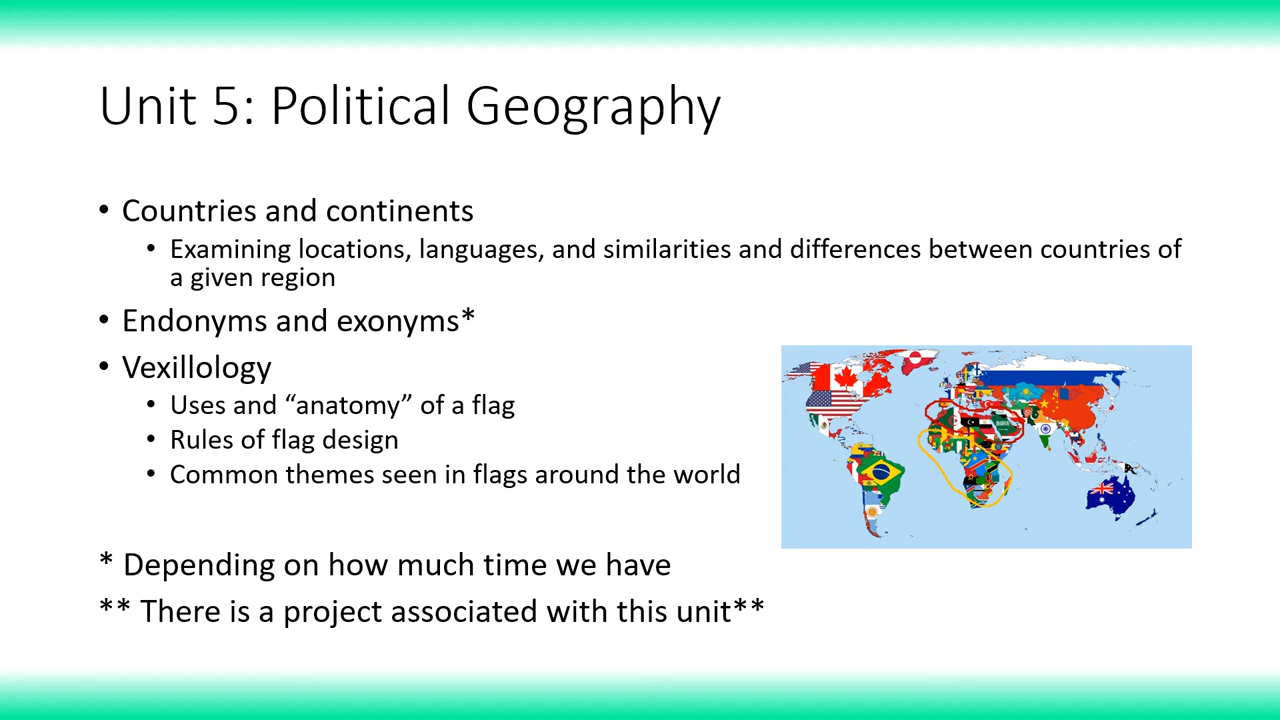 Unit 5: Political Geography
• Countries and continents
• Examining locations, languages, and similarities and differences between countries of
a given region
• Endonyms and exonyms*
• Vexillology
• Uses and “anatomy” of a flag
• Rules of flag design
• Common themes seen in flags around the world
* Depending on how much time we have
** There is a project associated with this unit**